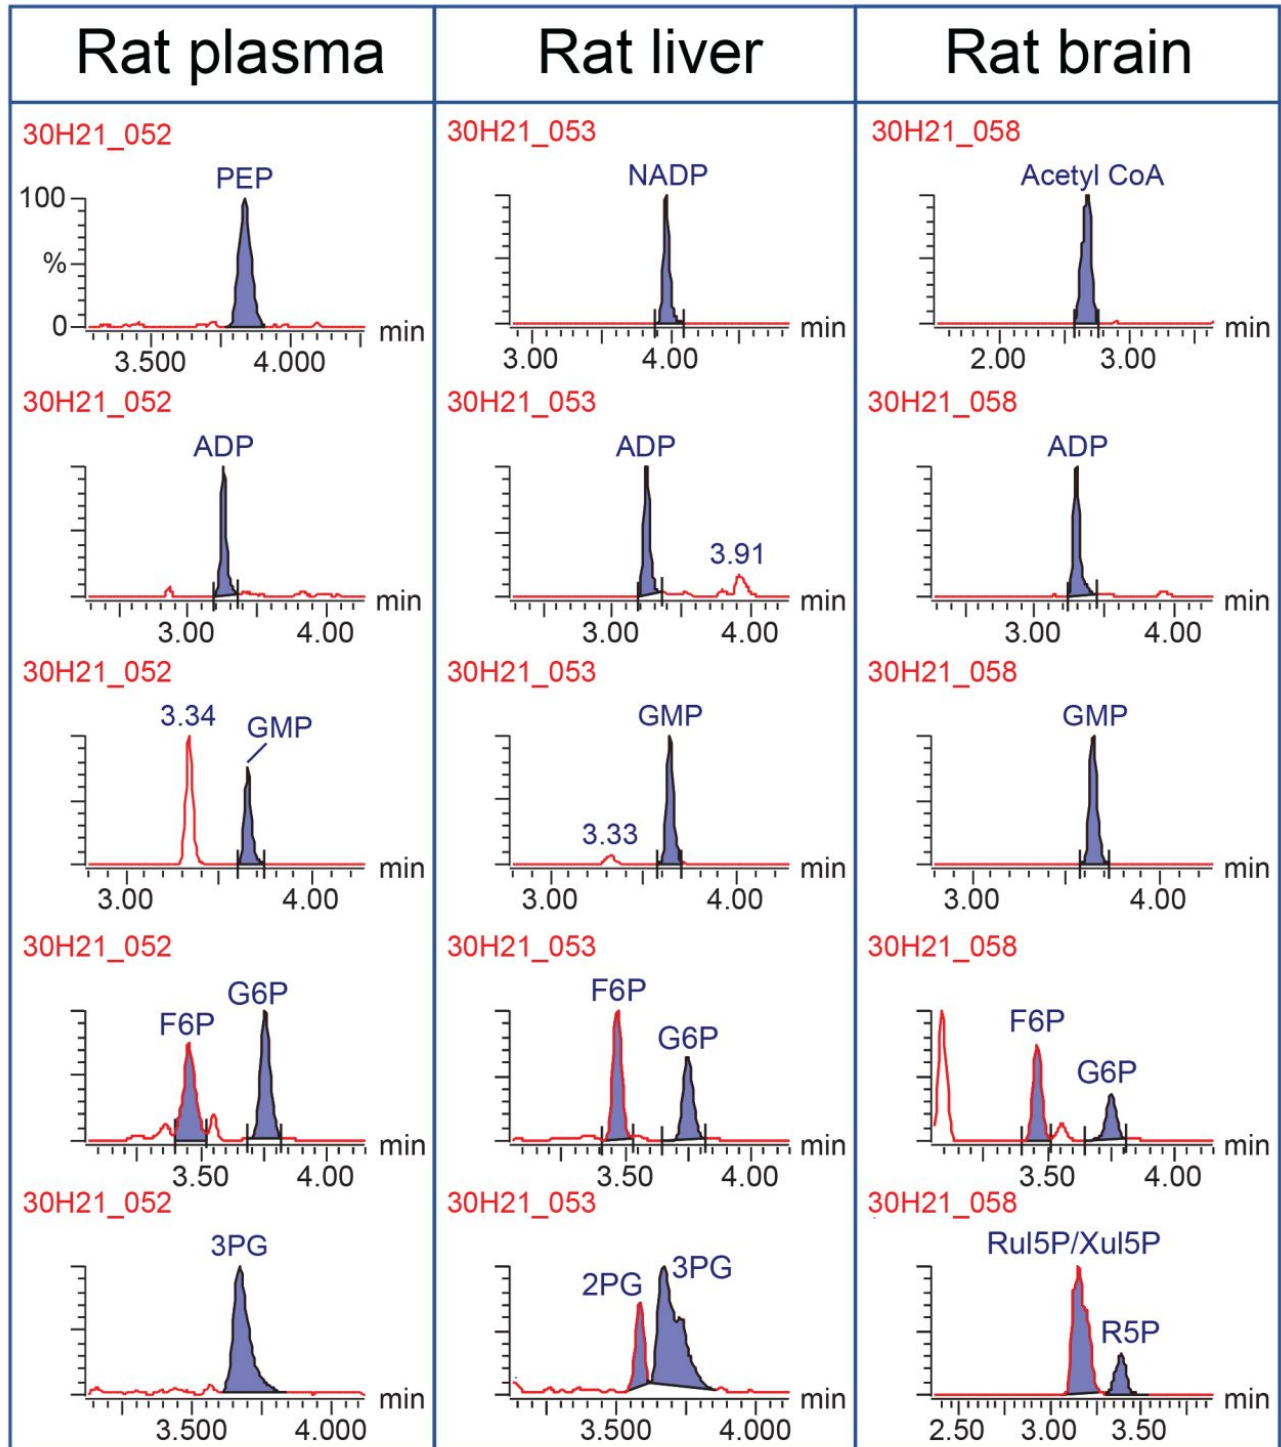 Rat plasma Rat liver Rat brain
30H21_052 30H21_053 30H21_058
PEP NADP Acetyl CoA
100
%
0 min min min
3.500 4.000 3.00 4.00 2.00 3.00
30H21_052 30H21_053 30H21_058
ADP ADP ADP
3.91
min min min
3.00 4.00 3.00 4.00 3.00 4.00
30H21_052 30H21_053 30H21_058
3.34 GMP GMP GMP
3.33
min min min
3.00 4.00 3.00 4.00 3.00 4.00
30H21_052 30H21_053 30H21_058
F6P G6P F6P G6P F6P G6P
min min min
3.50 4.00 3.50 4.00 3.50 4.00
30H21_052 30H21_053 30H21_058
3PG 2PG 3PG Rul5P/Xul5P
R5P
min min min
3.500 4.000 3.500 4.000 2.50 3.00 3.50